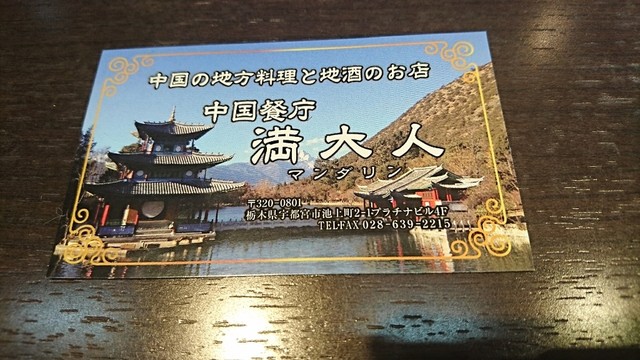 中国の地方料理と地酒のお店
中国餐庁
満大人
マンダリン
〒320-0801
栃木県宇都宮市池上町2-1プラチナビル4F
TEL・FAX 028-639-2215